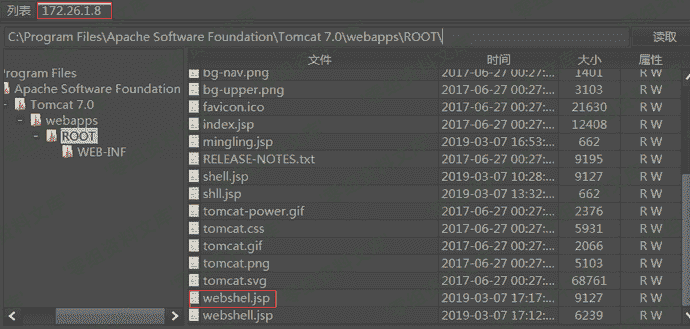 列表 172.26.1.8
C:\Program Files\Apache Software Foundation\Tomcat 7.0\webapps\ROOT\ 读取
文件 时间 大小 属性
rogram Files
Apache Software Foundation
Tomcat 7.0
webapps
ROOT
WEB-INF
bg-nav.png 2017-06-27 00:27:... 1401 R W
bg-upper.png 2017-06-27 00:27:... 3103 R W
favicon.ico 2017-06-27 00:27:... 21630 R W
index.jsp 2017-06-27 00:27:... 12408 R W
mingling.jsp 2019-03-07 16:53:... 662 R W
RELEASE-NOTES.txt 2017-06-27 00:27:... 9195 R W
shell.jsp 2019-03-07 10:28:... 9127 R W
shll.jsp 2019-03-07 13:32:... 662 R W
tomcat-power.gif 2017-06-27 00:27:... 2376 R W
tomcat.css 2017-06-27 00:27:... 5931 R W
tomcat.gif 2017-06-27 00:27:... 2066 R W
tomcat.png 2017-06-27 00:27:... 5103 R W
tomcat.svg 2017-06-27 00:27:... 68761 R W
webshel.jsp 2019-03-07 17:17:... 9127 R W
webshell.jsp 2019-03-07 17:12:... 6239 R W